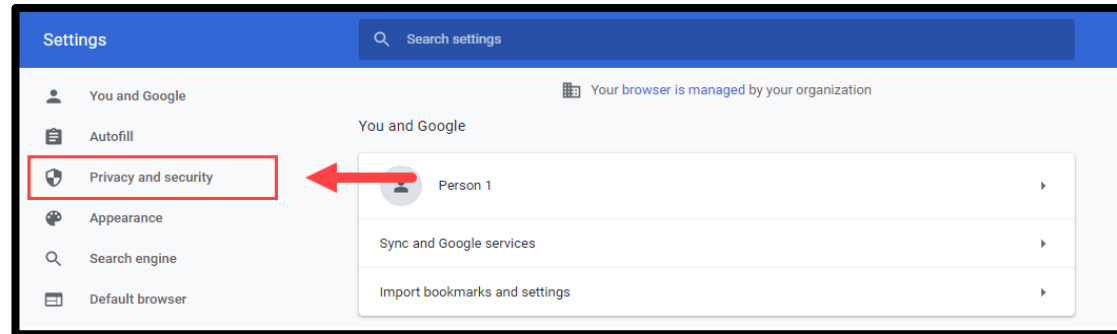 Settings
Search settings
You and Google
Autofill
Privacy and security
Appearance
Search engine
Default browser
Your browser is managed by your organization
You and Google
Person 1
Sync and Google services
Import bookmarks and settings